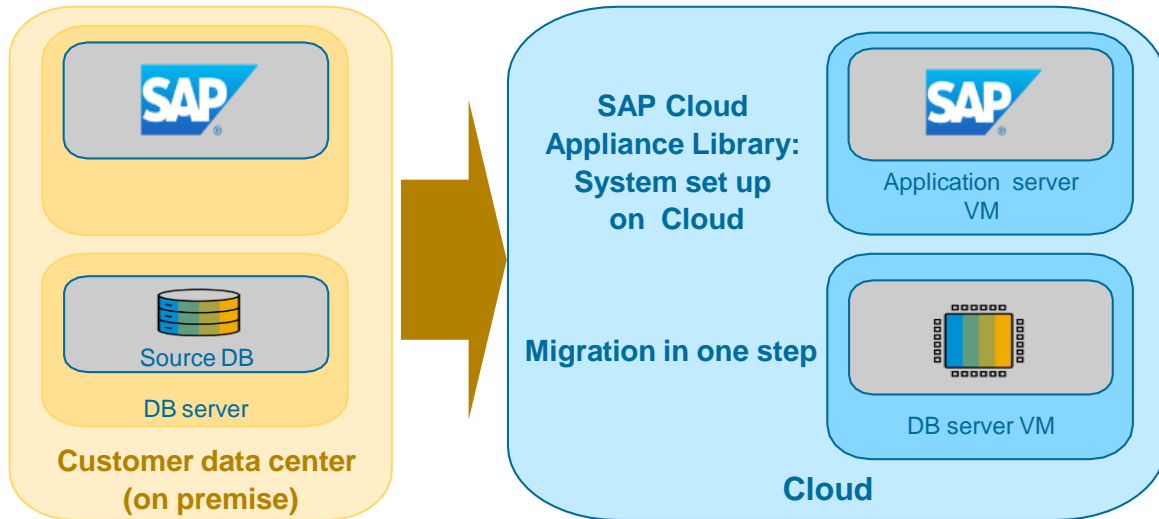 SAP
®
Source DB
DB server
Customer data center
(on premise)
SAP Cloud
Appliance Library:
System set up
on Cloud
Migration in one step
SAP
®
Application server
VM
DB server VM
Cloud